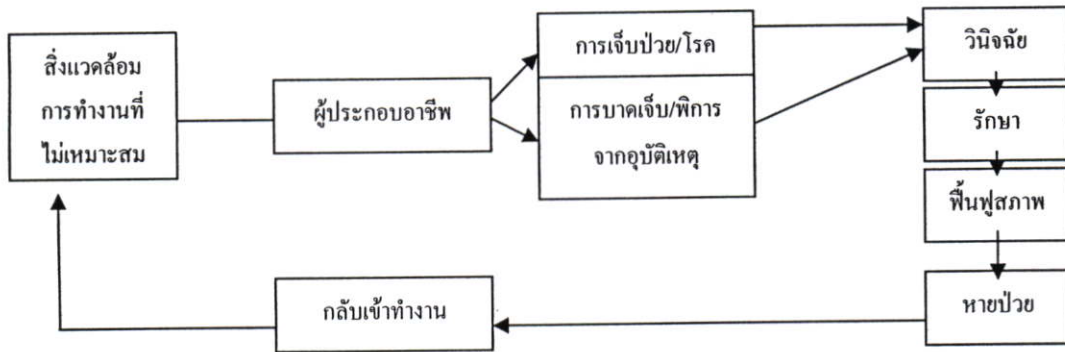 สิ่งแวดล้อม
การทำงานที่
ไม่เหมาะสม
ผู้ประกอบอาชีพ
การเจ็บป่วย/โรค
การบาดเจ็บ/พิการ
จากอุบัติเหตุ
วินิจฉัย
รักษา
ฟื้นฟูสภาพ
หายป่วย
กลับเข้าทำงาน